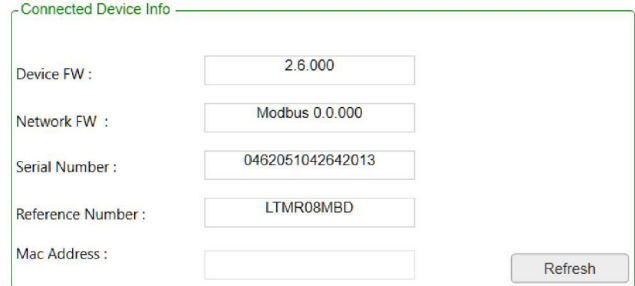 Connected Device Info
Device FW : 2.6.000
Network FW : Modbus 0.0.000
Serial Number : 0462051042642013
Reference Number : LTMR08MBD
Mac Address :
Refresh